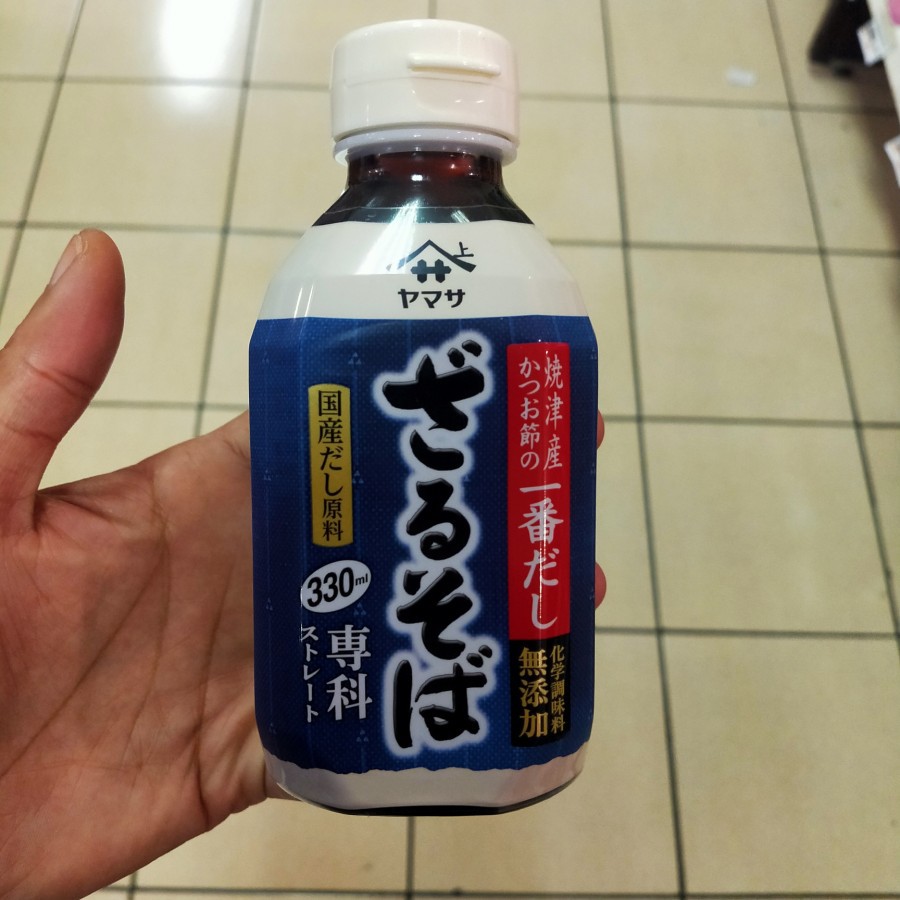 上
ヤマサ
焼津産
かつお節の
一番だし
化学調味料
無添加
ざるそば
国産だし原料
330ml
専科
ストレート